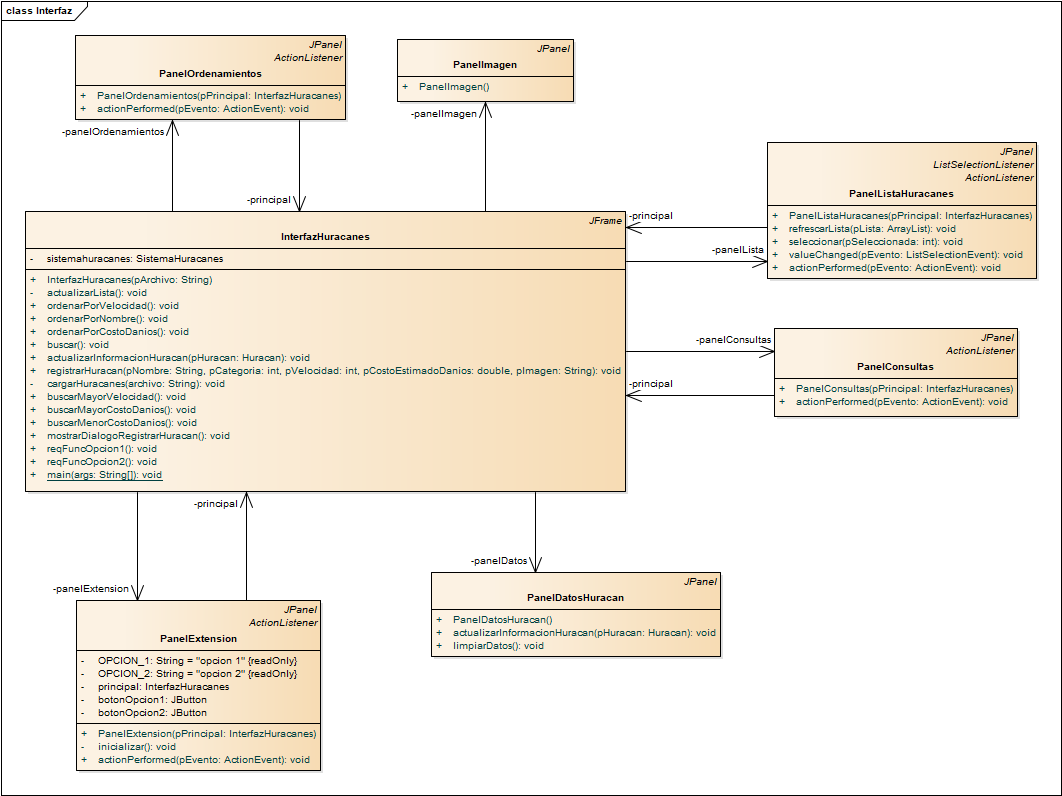 class Interfaz
JPanel
ActionListener
PanelOrdenamientos
+ PanelOrdenamientos(pPrincipal: InterfazHuracanes)
+ actionPerformed(pEvento: ActionEvent): void
JPanel
PanelImagen
+ PanelImagen()
-panelOrdenamientos
-panelImagen
-principal
JPanel
ListSelectionListener
ActionListener
PanelListaHuracanes
+ PanelListaHuracanes(pPrincipal: InterfazHuracanes)
+ refrescarLista(pLista: ArrayList): void
+ seleccionar(pSeleccionada: int): void
+ valueChanged(pEvento: ListSelectionEvent): void
+ actionPerformed(pEvento: ActionEvent): void
-principal
-panelLista
JFrame
InterfazHuracanes
- sistemahuracanes: SistemaHuracanes
+ InterfazHuracanes(pArchivo: String)
- actualizarLista(): void
+ ordenarPorVelocidad(): void
+ ordenarPorNombre(): void
+ ordenarPorCostoDanios(): void
+ buscar(): void
+ actualizarInformacionHuracan(pHuracan: Huracan): void
+ registrarHuracan(pNombre: String, pCategoria: int, pVelocidad: int, pCostoEstimadoDanios: double, pImagen: String): void
- cargarHuracanes(archivo: String): void
+ buscarMayorVelocidad(): void
+ buscarMayorCostoDanios(): void
+ buscarMenorCostoDanios(): void
+ mostrarDialogoRegistrarHuracan(): void
+ reqFuncOpcion1(): void
+ reqFuncOpcion2(): void
+ main(args: String[]): void
-panelConsultas
-principal
JPanel
ActionListener
PanelConsultas
+ PanelConsultas(pPrincipal: InterfazHuracanes)
+ actionPerformed(pEvento: ActionEvent): void
-principal
-panelExtension
-panelDatos
JPanel
ActionListener
PanelExtension
- OPCION_1: String = "opcion 1" {readOnly}
- OPCION_2: String = "opcion 2" {readOnly}
- principal: InterfazHuracanes
- botonOpcion1: JButton
- botonOpcion2: JButton
+ PanelExtension(pPrincipal: InterfazHuracanes)
- inicializar(): void
+ actionPerformed(pEvento: ActionEvent): void
JPanel
PanelDatosHuracan
+ PanelDatosHuracan()
+ actualizarInformacionHuracan(pHuracan: Huracan): void
+ limpiarDatos(): void